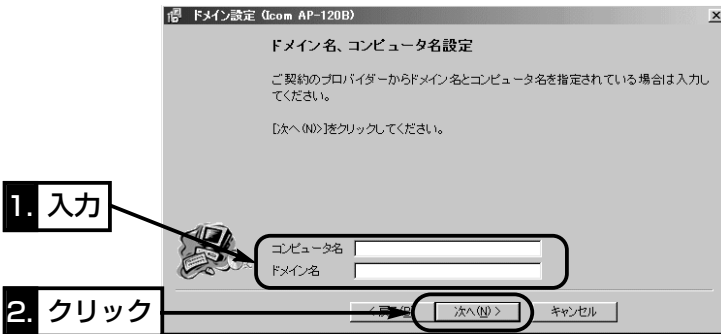 ドメイン設定 (Icom AP-120B)
ドメイン名、コンピュータ名設定
ご契約のプロバイダーからドメイン名とコンピュータ名を指定されている場合は入力し
てください。
[次へ(N)>]をクリックしてください。
1. 入力
コンピュータ名
ドメイン名
2. クリック
次へ(N) >
キャンセル